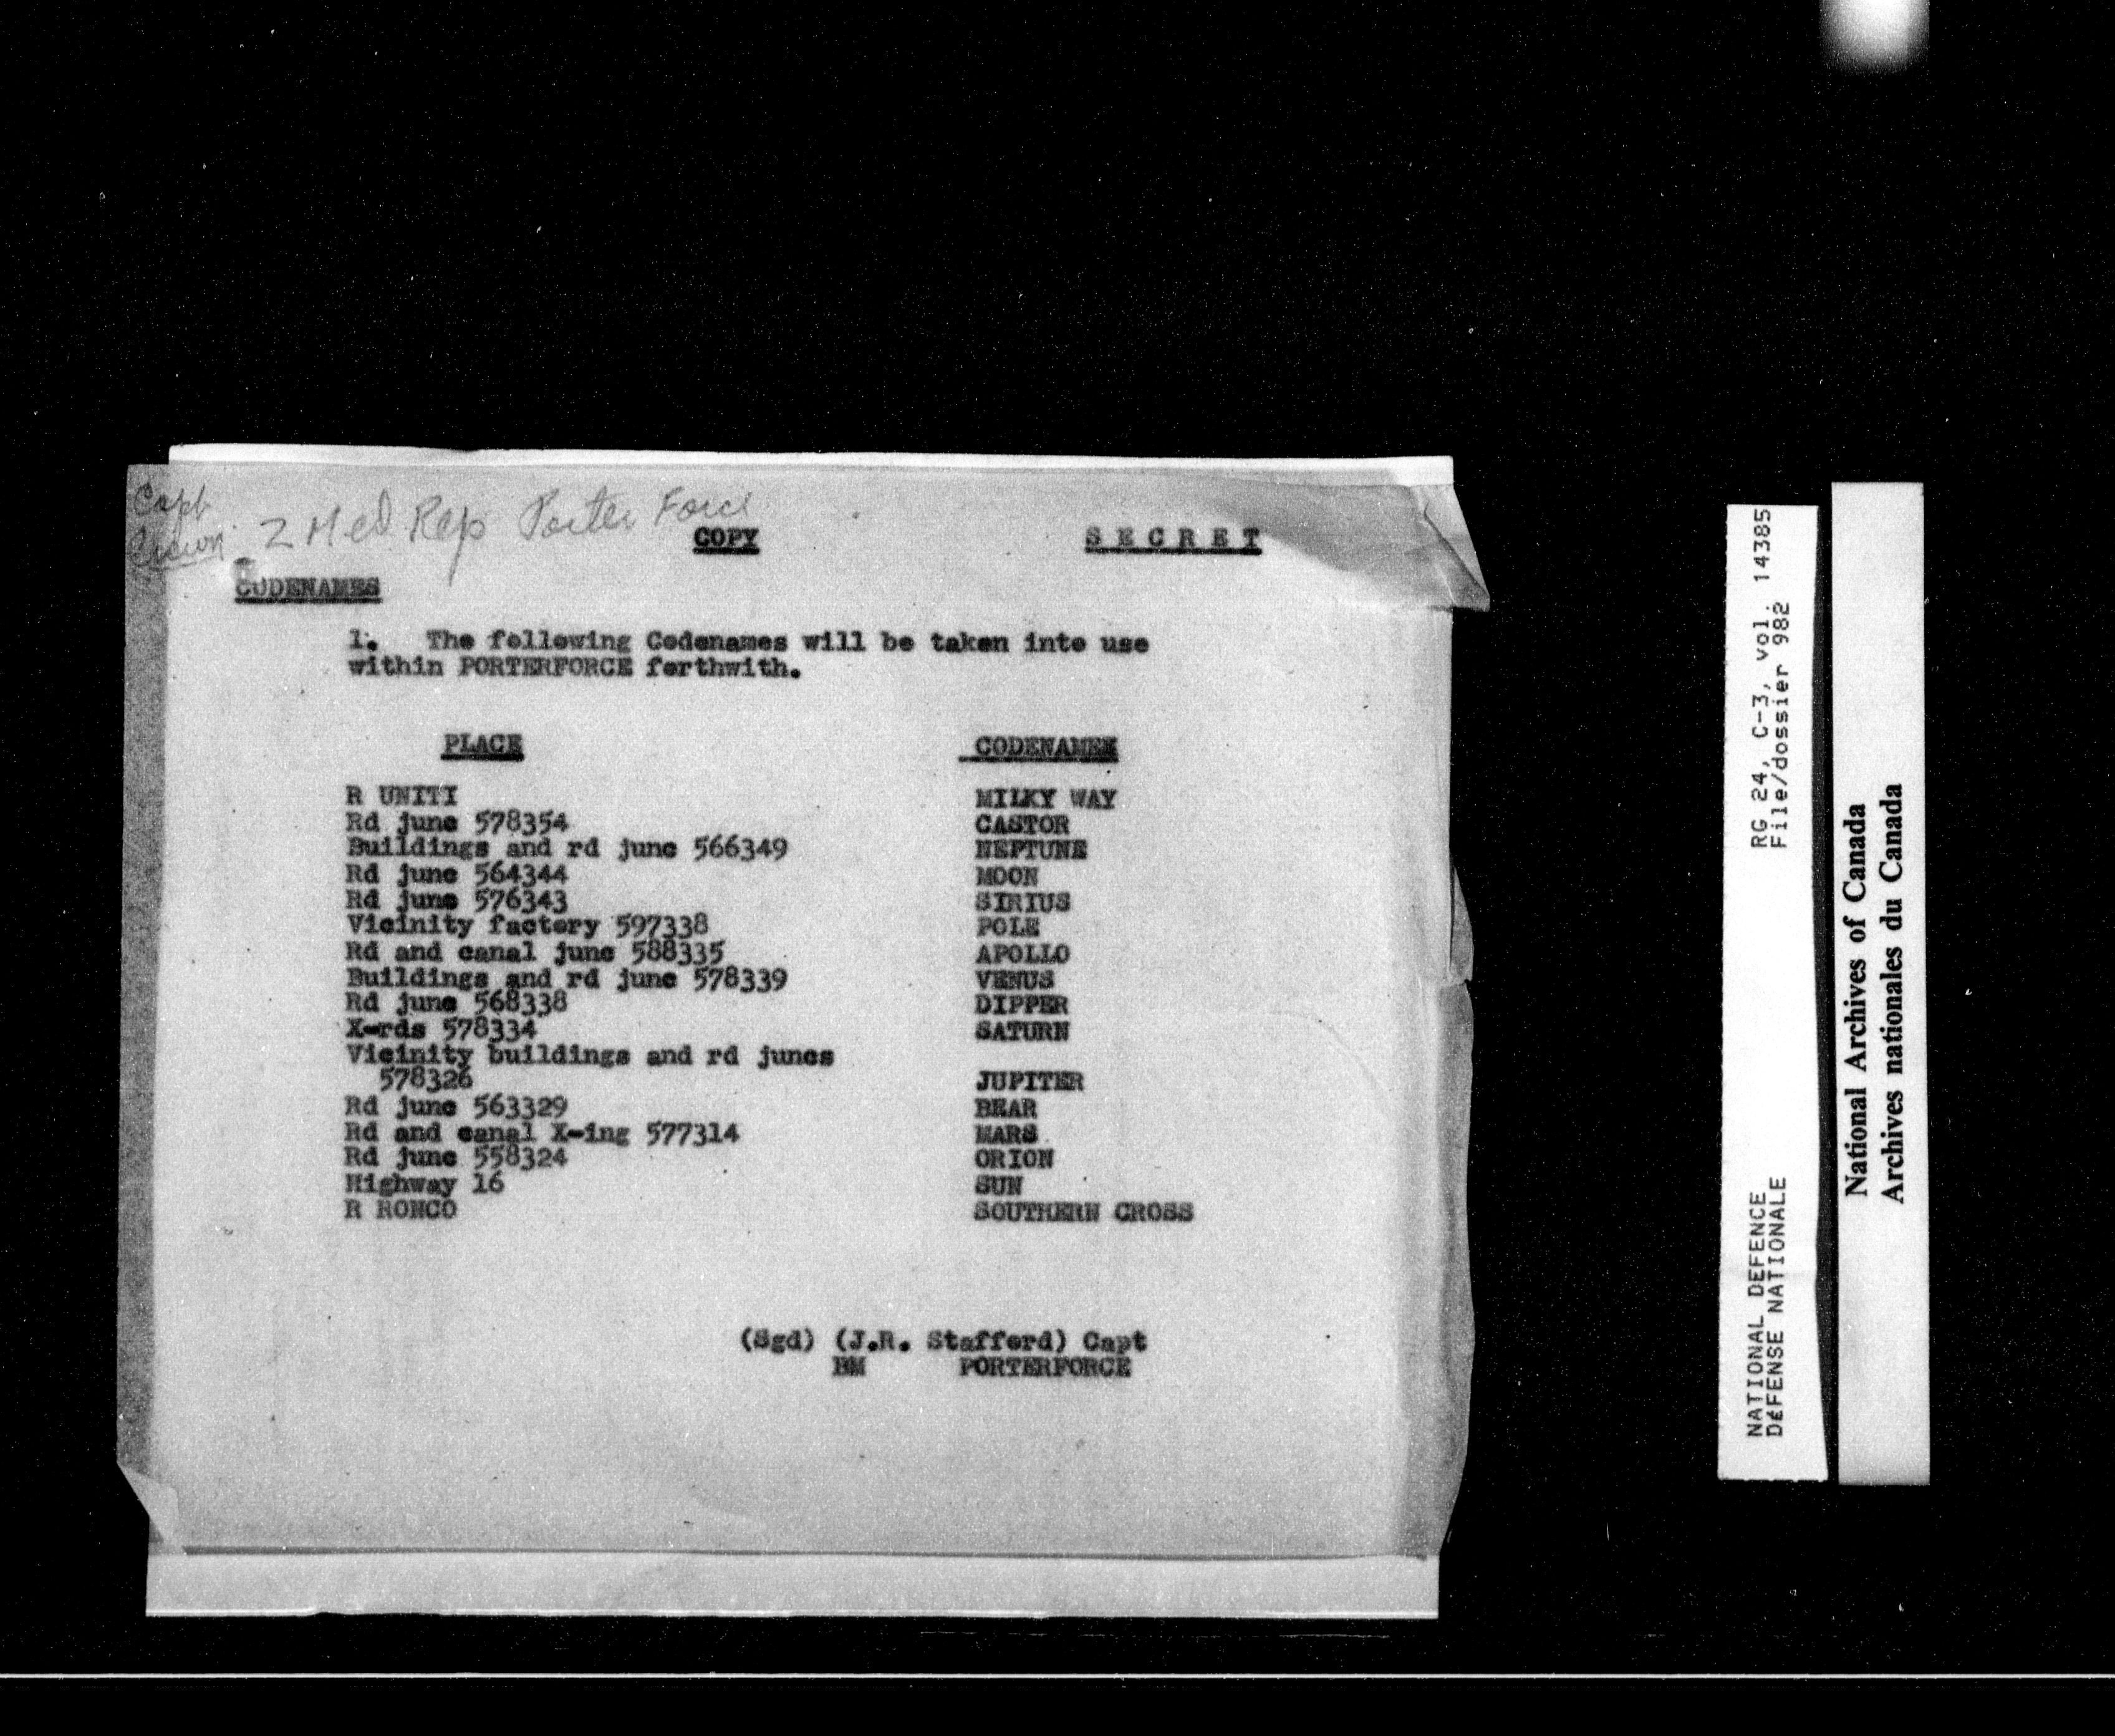 Capt
2 Med Rep Porter Force
COPY
S E C R E T
CODENAMES
1. The following Codenames will be taken into use
within PORTERFORCE forthwith.
PLACE CODENAMES
R UNITI MILKY WAY
Rd junc 578354 CASTOR
Buildings and rd junc 566349 NEPTUNE
Rd junc 564344 MOON
Rd junc 576343 SIRIUS
Vicinity factory 597338 POLE
Rd and canal junc 588335 APOLLO
Buildings and rd junc 578339 VENUS
Rd junc 568338 DIPPER
X-rds 578334 SATURN
Vicinity buildings and rd juncs
578326 JUPITER
Rd junc 563329 BEAR
Rd and canal X-ing 577314 MARS
Rd junc 558324 ORION
Highway 16 SUN
R RONCO SOUTHERN CROSS
(Sgd) (J.R. Stafford) Capt
BM PORTERFORCE
NATIONAL DEFENCE RG 24, C-3, vol. 14385
DÉFENSE NATIONALE File/dossier 982
National Archives of Canada
Archives nationales du Canada